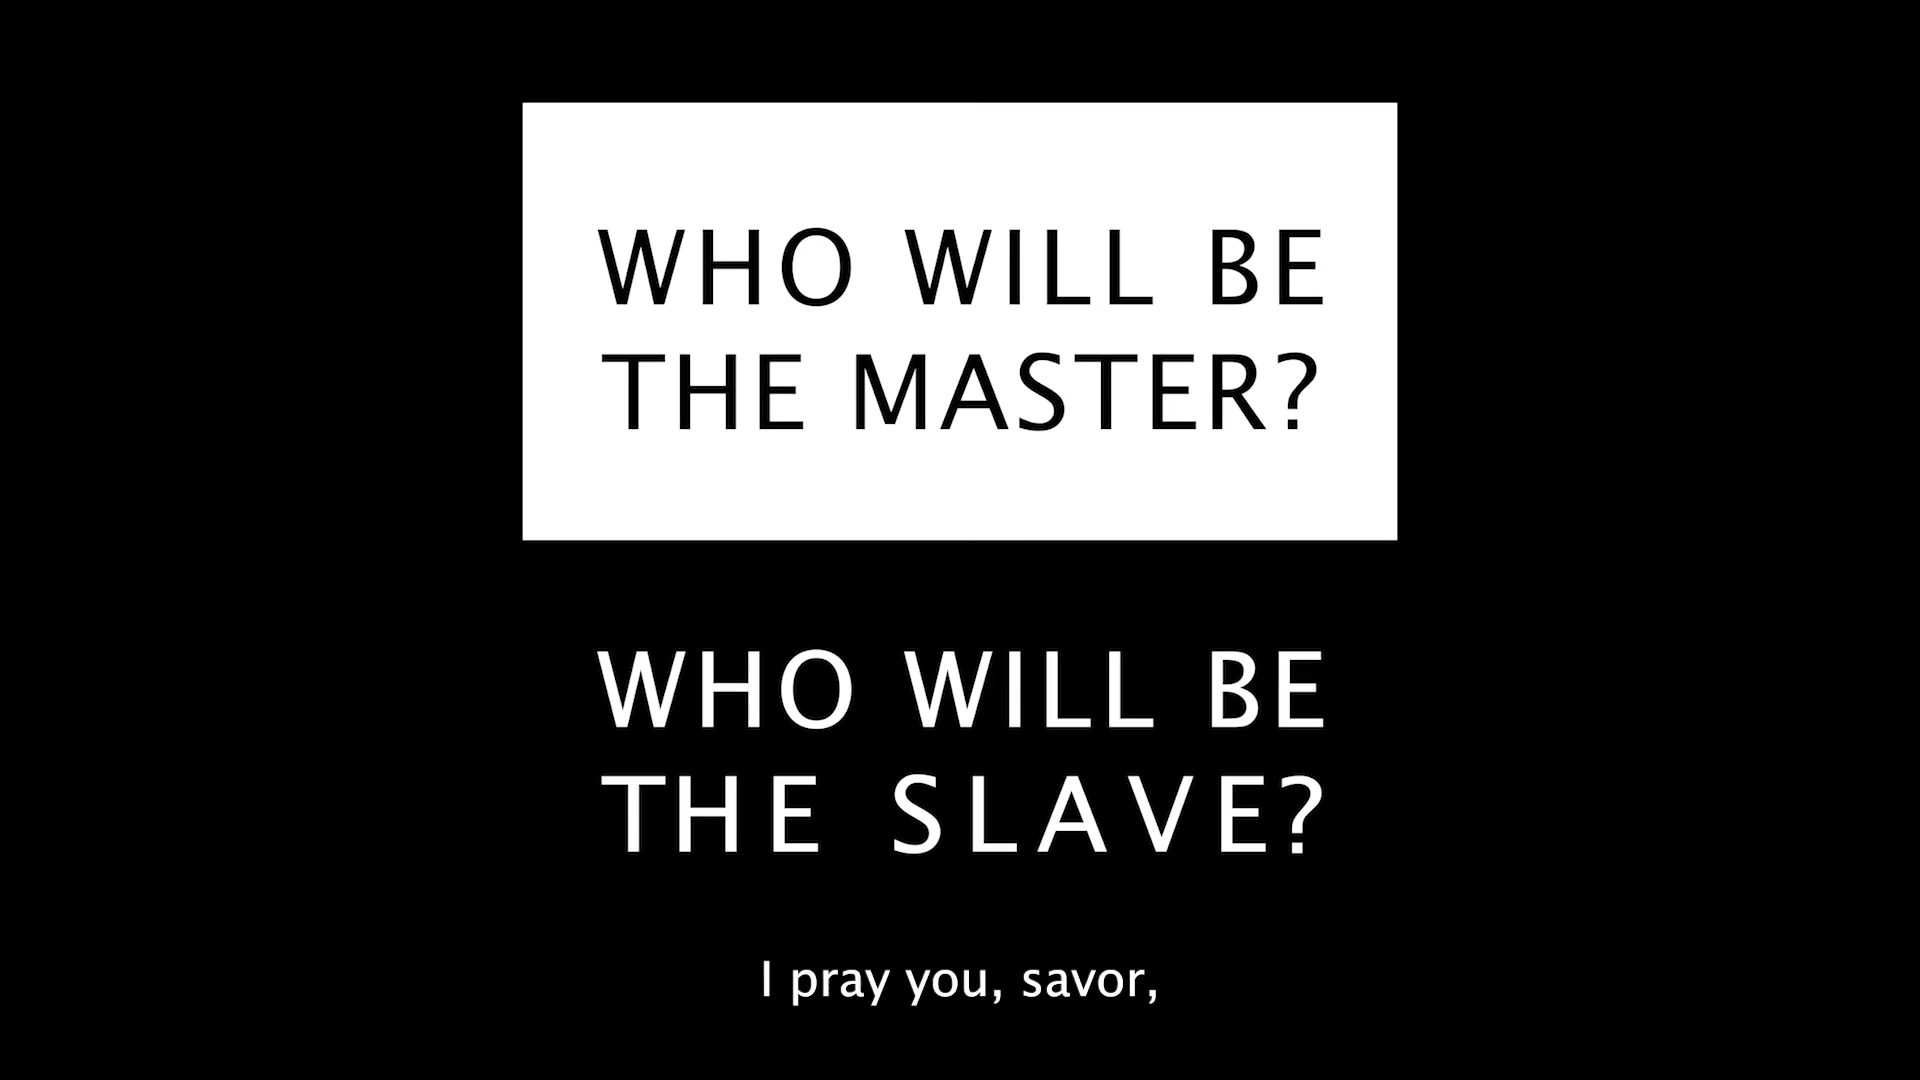 WHO WILL BE
THE MASTER?
WHO WILL BE
THE SLAVE?
I pray you, savor,